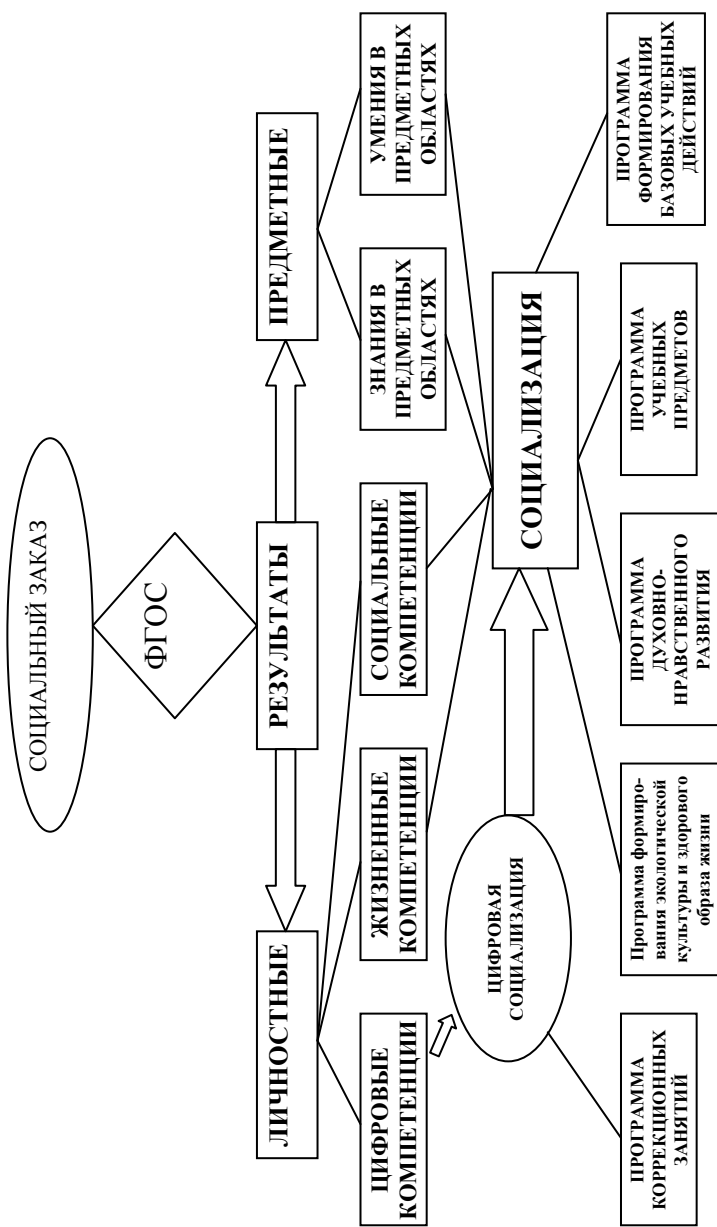 СОЦИАЛЬНЫЙ ЗАКАЗ
ФГОС
ЛИЧНОСТНЫЕ
РЕЗУЛЬТАТЫ
ПРЕДМЕТНЫЕ
ЦИФРОВЫЕ
КОМПЕТЕНЦИИ
ЖИЗНЕННЫЕ
КОМПЕТЕНЦИИ
СОЦИАЛЬНЫЕ
КОМПЕТЕНЦИИ
ЗНАНИЯ В
ПРЕДМЕТНЫХ
ОБЛАСТЯХ
УМЕНИЯ В
ПРЕДМЕТНЫХ
ОБЛАСТЯХ
ЦИФРОВАЯ
СОЦИАЛИЗАЦИЯ
СОЦИАЛИЗАЦИЯ
ПРОГРАММА
КОРРЕКЦИОННЫХ
ЗАНЯТИЙ
Программа формиро-
вания экологической
культуры и здорового
образа жизни
ПРОГРАММА
ДУХОВНО-
НРАВСТВЕННОГО
РАЗВИТИЯ
ПРОГРАММА
УЧЕБНЫХ
ПРЕДМЕТОВ
ПРОГРАММА
ФОРМИРОВАНИЯ
БАЗОВЫХ УЧЕБНЫХ
ДЕЙСТВИЙ